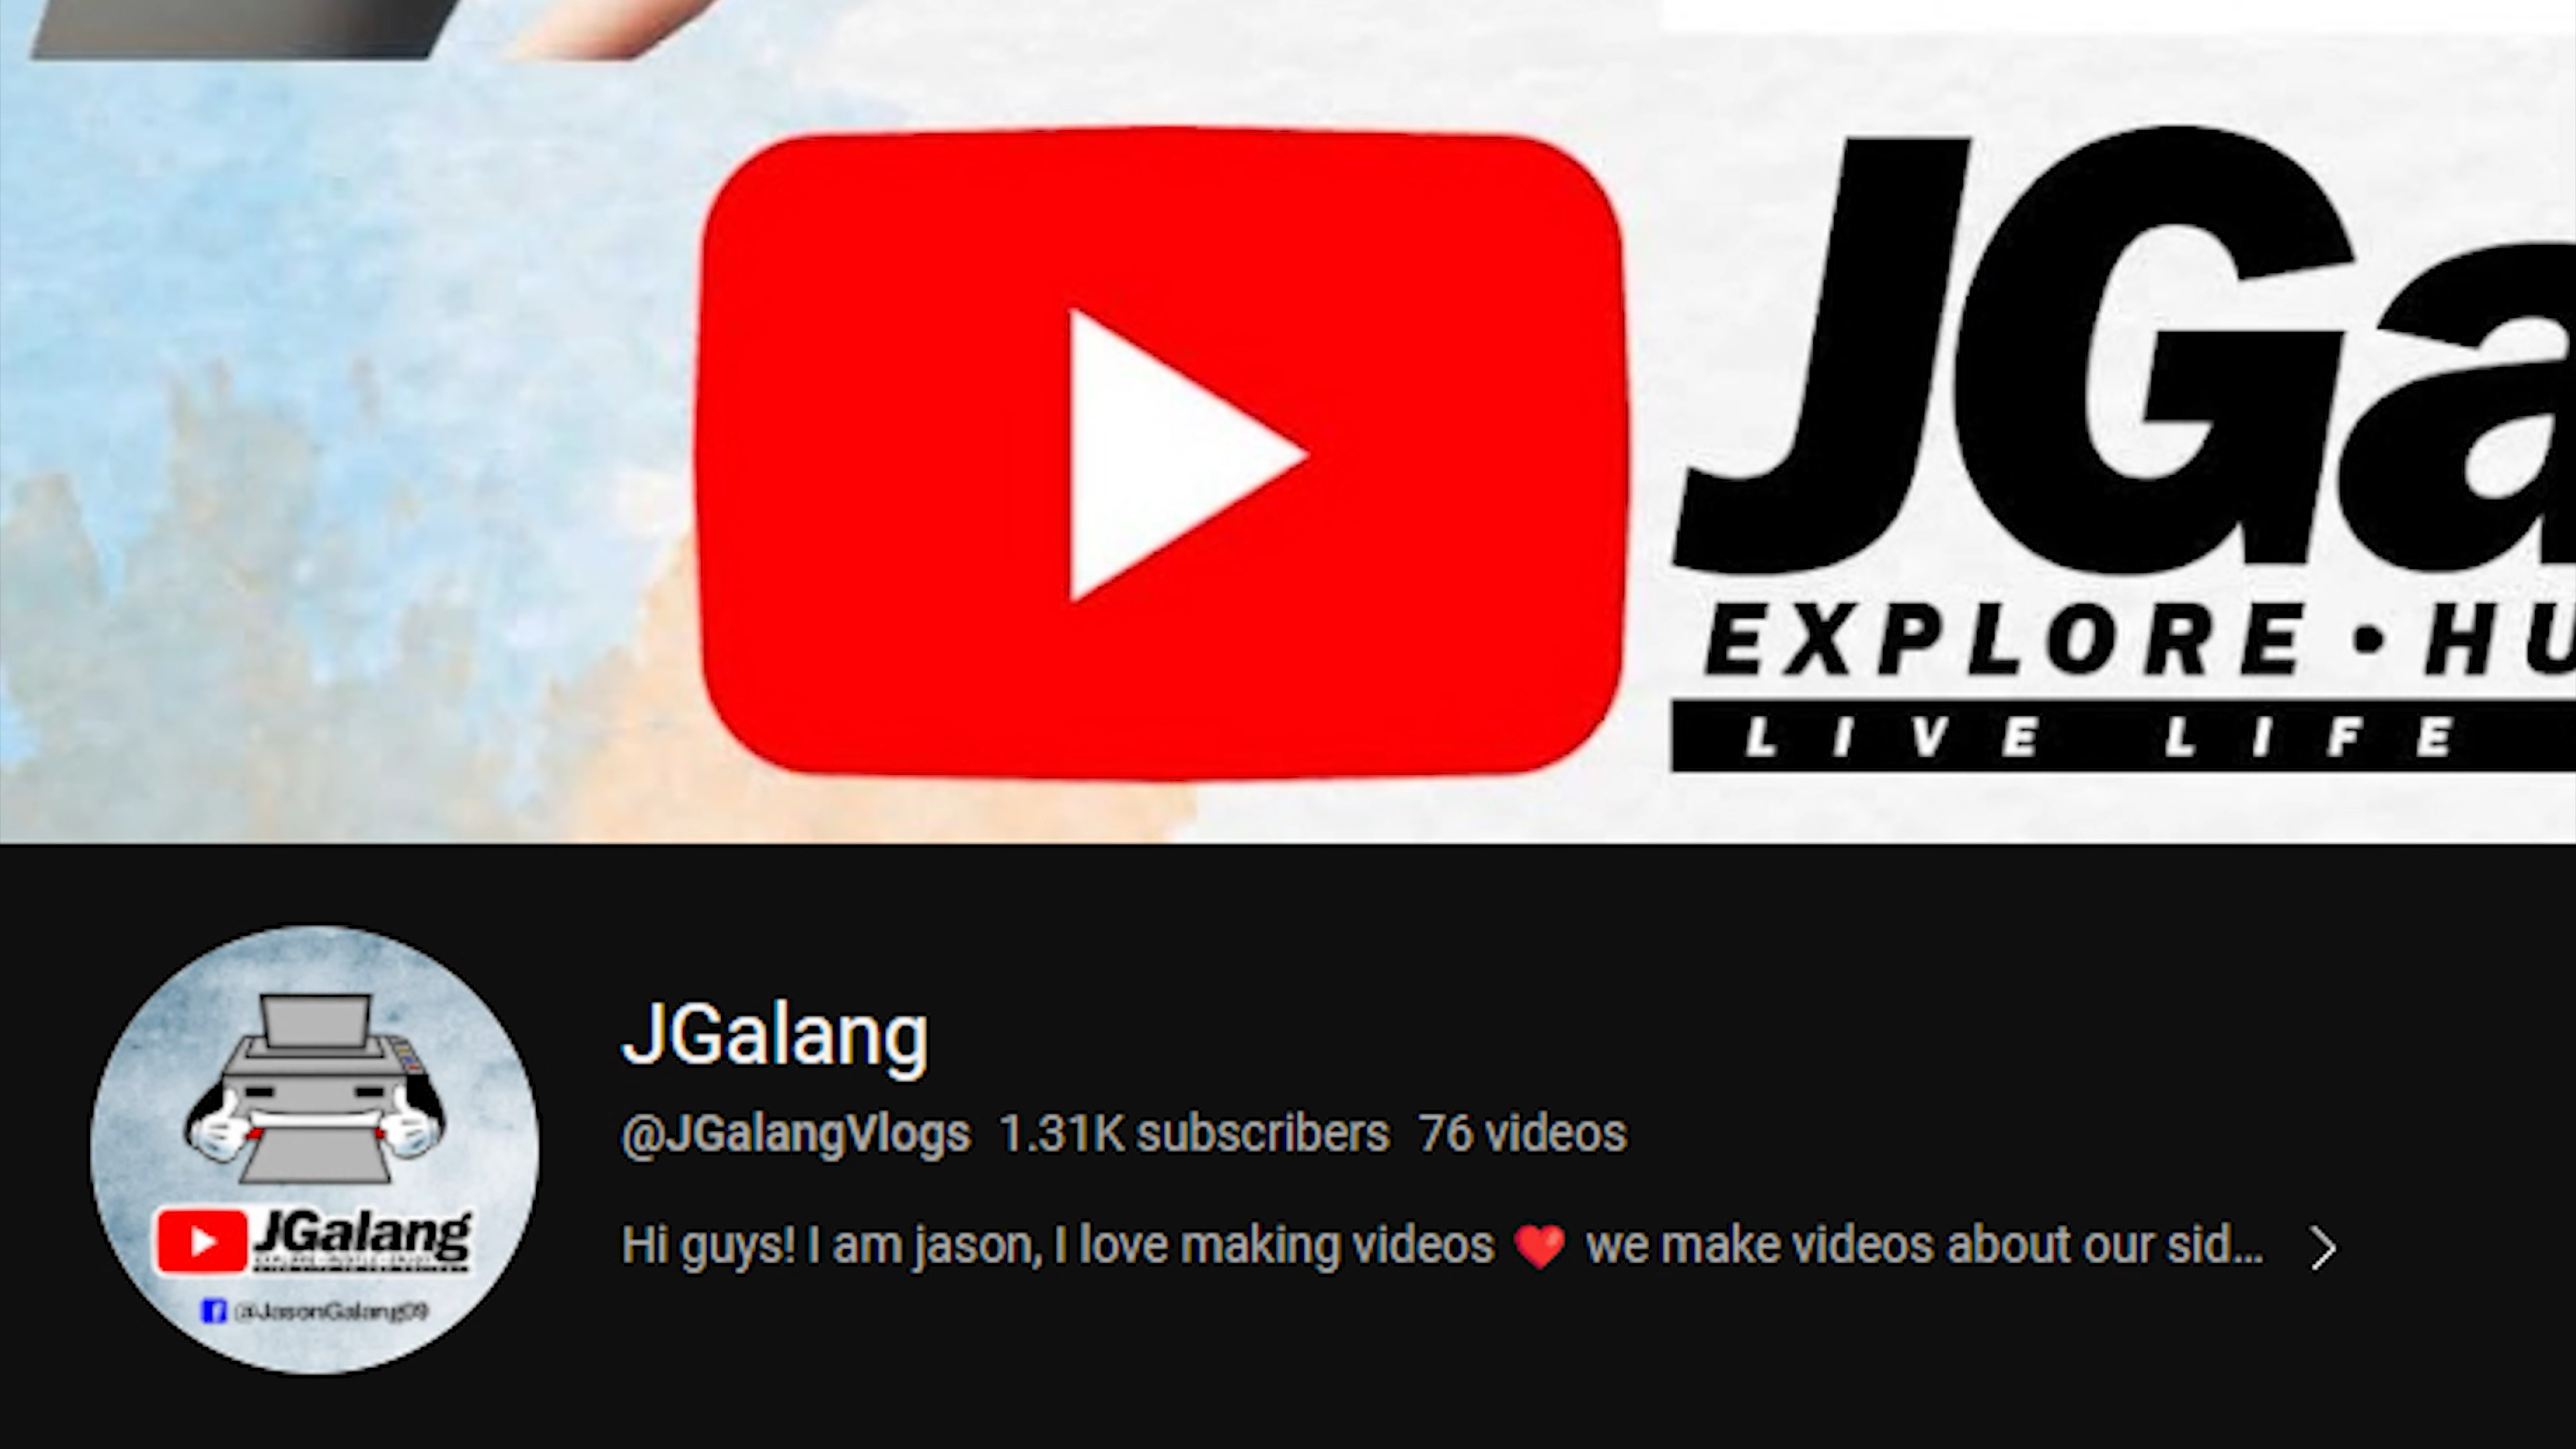 JGa
EXPLORE • HU
LIVE LIFE
JGalang
@JGalangVlogs 1.31K subscribers 76 videos
Hi guys! I am jason, I love making videos ❤️ we make videos about our sid...
JGalang
@JasonGalang09